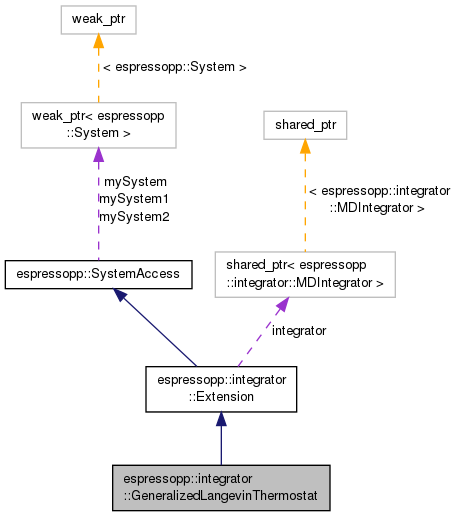 weak_ptr
< espressopp::System >
weak_ptr< espressopp
::System >
shared_ptr
mySystem
mySystem1
mySystem2
< espressopp::integrator
::MDIntegrator >
espressopp::SystemAccess
shared_ptr< espressopp
::integrator::MDIntegrator >
integrator
espressopp::integrator
::Extension
espressopp::integrator
::GeneralizedLangevinThermostat